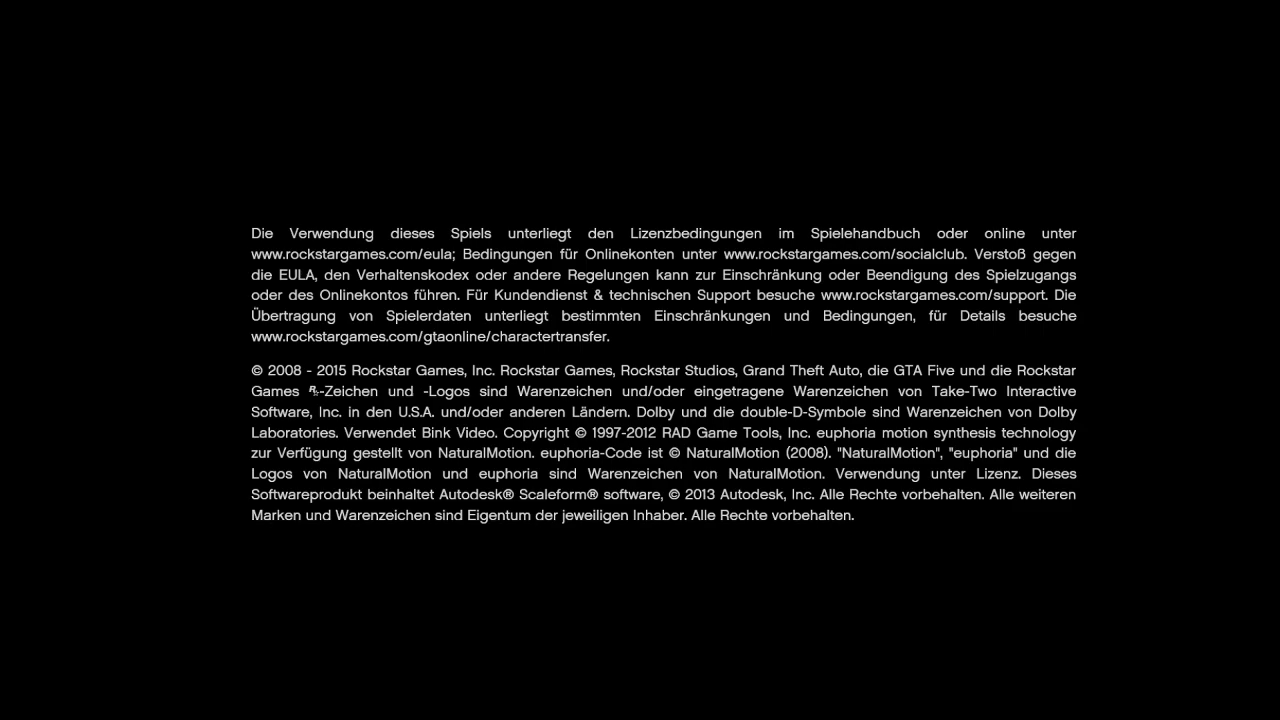 Die Verwendung dieses Spiels unterliegt den Lizenzbedingungen im Spielehandbuch oder online unter
www.rockstargames.com/eula; Bedingungen für Onlinekonten unter www.rockstargames.com/socialclub. Verstoß gegen
die EULA, den Verhaltenskodex oder andere Regelungen kann zur Einschränkung oder Beendigung des Spielzugangs
oder des Onlinekontos führen. Für Kundendienst & technischen Support besuche www.rockstargames.com/support. Die
Übertragung von Spielerdaten unterliegt bestimmten Einschränkungen und Bedingungen, für Details besuche
www.rockstargames.com/gtaonline/charactertransfer.
© 2008 - 2015 Rockstar Games, Inc. Rockstar Games, Rockstar Studios, Grand Theft Auto, die GTA Five und die Rockstar
Games R*-Zeichen und -Logos sind Warenzeichen und/oder eingetragene Warenzeichen von Take-Two Interactive
Software, Inc. in den U.S.A. und/oder anderen Ländern. Dolby und die double-D-Symbole sind Warenzeichen von Dolby
Laboratories. Verwendet Bink Video. Copyright © 1997-2012 RAD Game Tools, Inc. euphoria motion synthesis technology
zur Verfügung gestellt von NaturalMotion. euphoria-Code ist © NaturalMotion (2008). "NaturalMotion", "euphoria" und die
Logos von NaturalMotion und euphoria sind Warenzeichen von NaturalMotion. Verwendung unter Lizenz. Dieses
Softwareprodukt beinhaltet Autodesk® Scaleform® software, © 2013 Autodesk, Inc. Alle Rechte vorbehalten. Alle weiteren
Marken und Warenzeichen sind Eigentum der jeweiligen Inhaber. Alle Rechte vorbehalten.